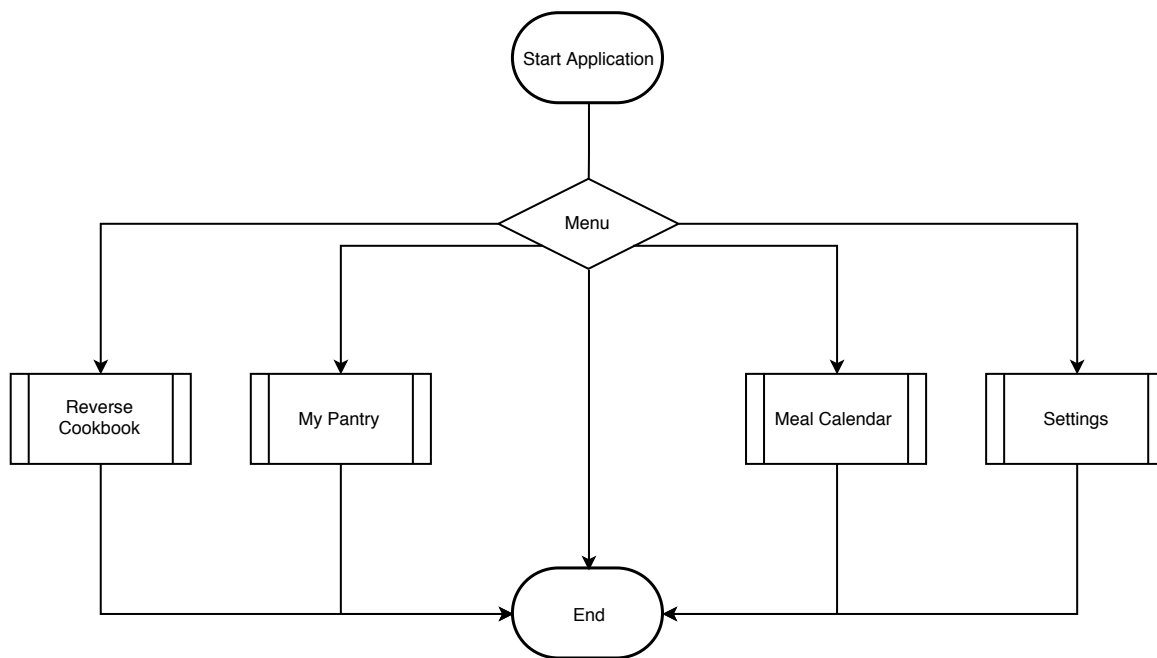 Start Application
Menu
Reverse
Cookbook
My Pantry
Meal Calendar
Settings
End